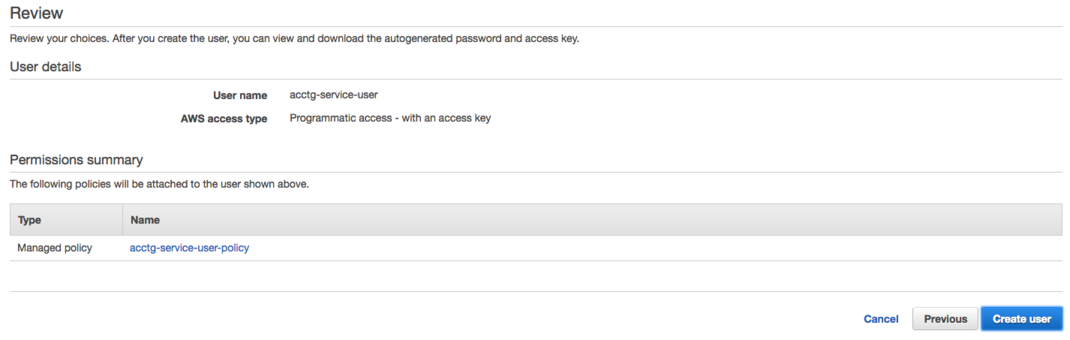 Review
Review your choices. After you create the user, you can view and download the autogenerated password and access key.
User details
User name acctg-service-user
AWS access type Programmatic access - with an access key
Permissions summary
The following policies will be attached to the user shown above.
Type Name
Managed policy acctg-service-user-policy
Cancel Previous Create user